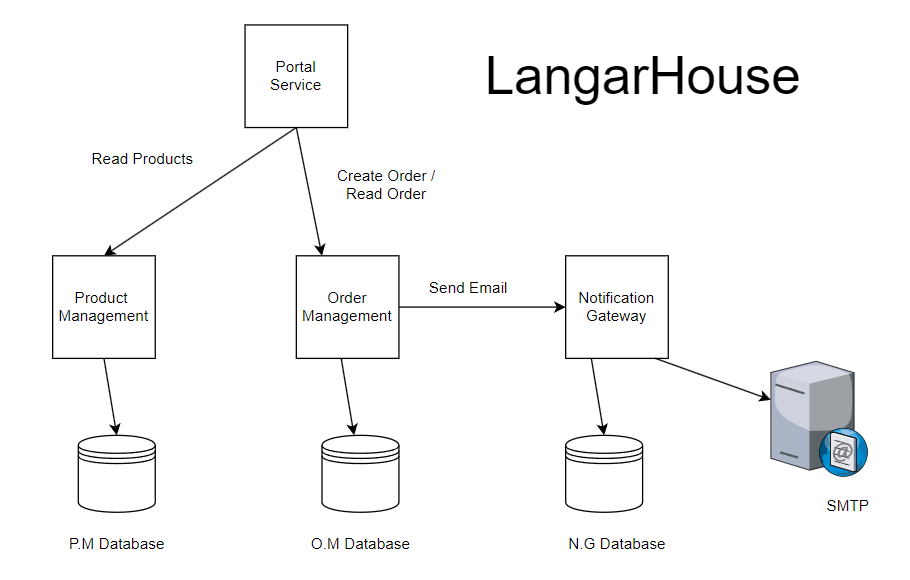 Portal
Service
LangarHouse
Read Products
Create Order /
Read Order
Product
Management
Order
Management
Send Email
Notification
Gateway
@
SMTP
P.M Database
O.M Database
N.G Database